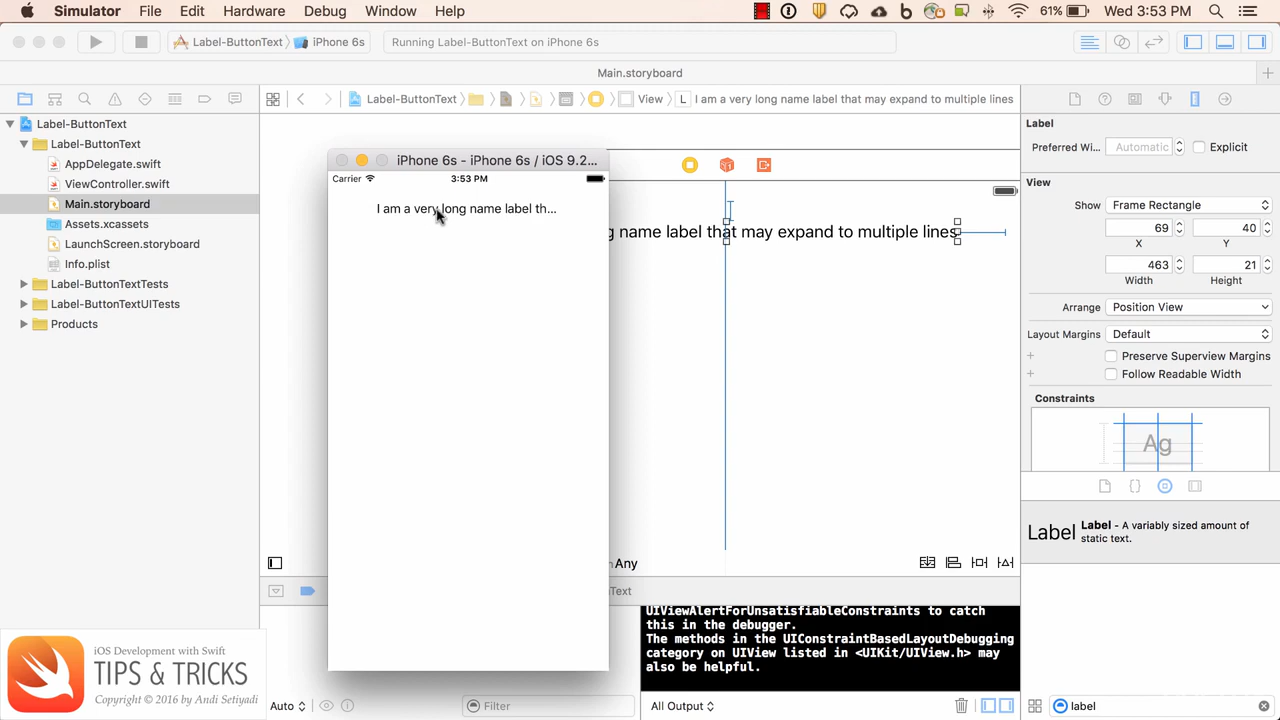 Simulator File Edit Hardware Debug Window Help 61% Wed 3:53 PM
Label-ButtonText iPhone 6s Running Label-ButtonText on iPhone 6s
Main.storyboard
Label-ButtonText View L I am a very long name label that may expand to multiple lines
Label-ButtonText
Label-ButtonText
AppDelegate.swift
ViewController.swift
Main.storyboard
Assets.xcassets
LaunchScreen.storyboard
Info.plist
Label-ButtonTextTests
Label-ButtonTextUITests
Products
iPhone 6s - iPhone 6s / iOS 9.2...
Carrier 3:53 PM
I am a very long name label th...
g name label that may expand to multiple lines
Any
Text
Label
Preferred Wi... Automatic Explicit
View
Show Frame Rectangle
69 40
X Y
463 21
Width Height
Arrange Position View
Layout Margins Default
Preserve Superview Margins
Follow Readable Width
Constraints
Ag
Label Label - A variably sized amount of
static text.
UIViewAlertForUnsatisfiableConstraints to catch
this in the debugger.
The methods in the UIConstraintBasedLayoutDebugging
category on UIView listed in <UIKit/UIView.h> may
also be helpful.
Auto Filter All Output label
iOS Development with Swift
TIPS & TRICKS
Copyright © 2016 by Andi Setiyadi